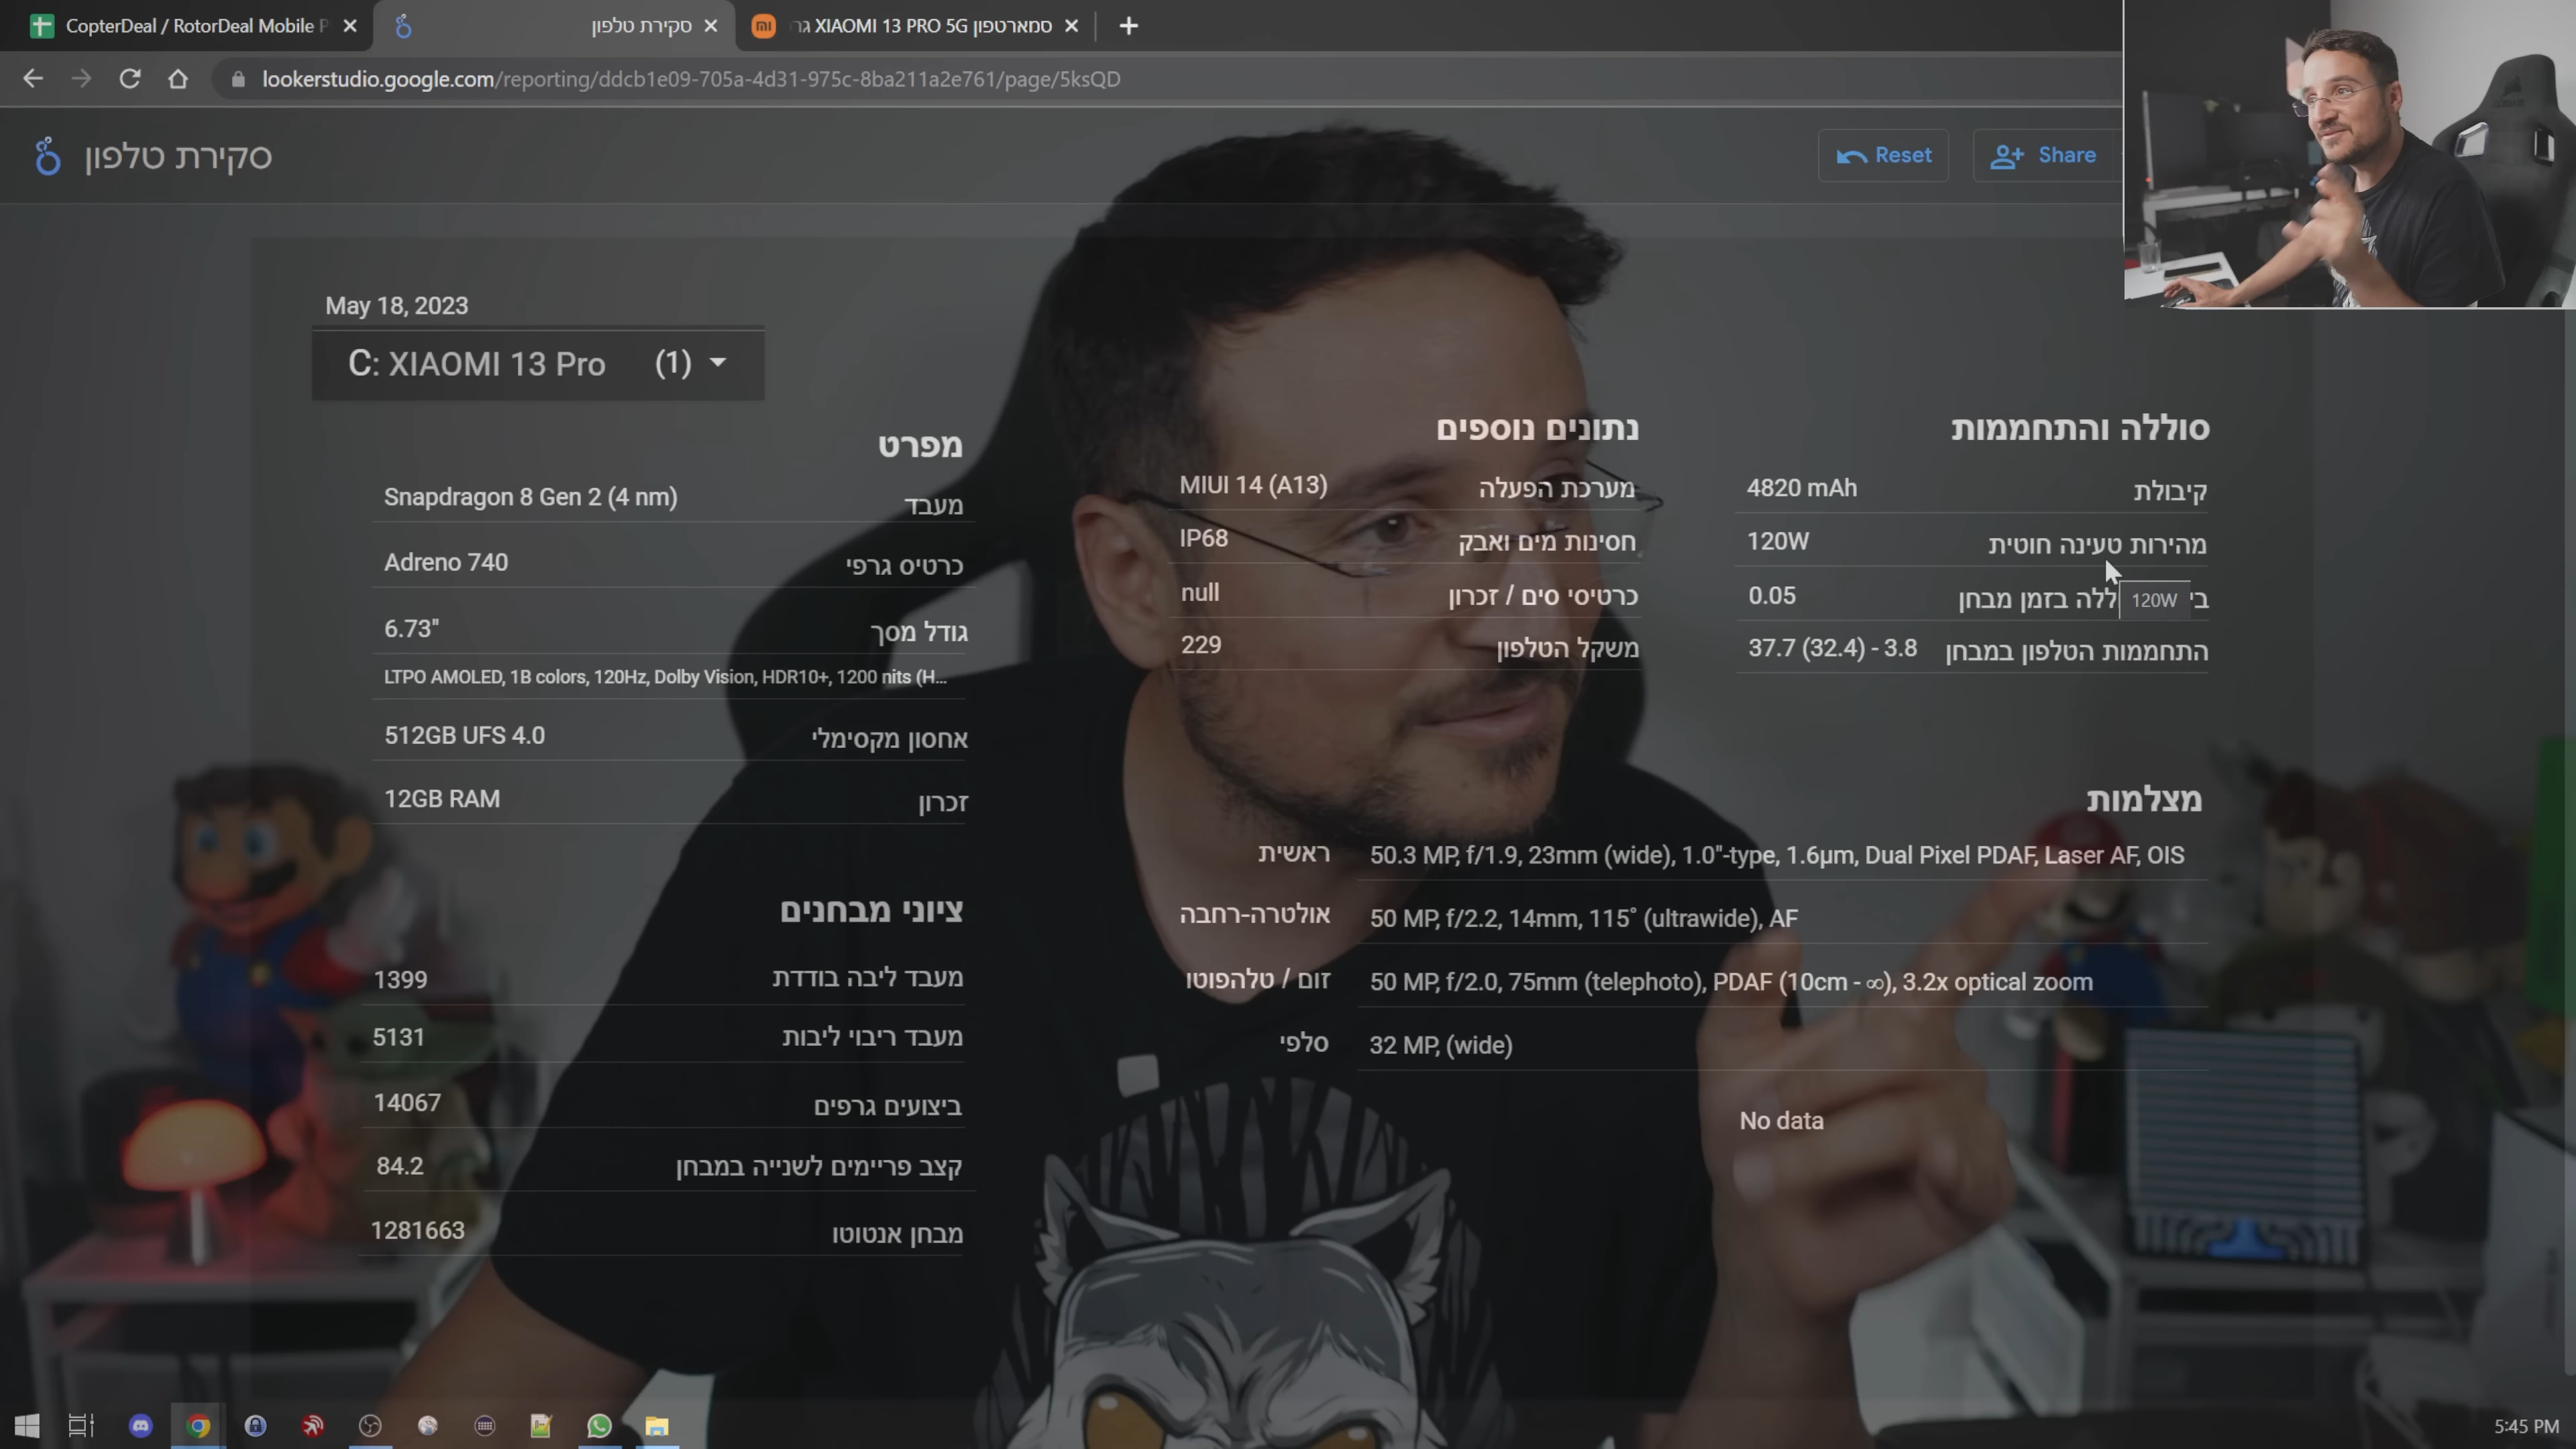 CopterDeal / RotorDeal Mobile P
סקירת טלפון
סמארטפון XIAOMI 13 PRO 5G גר
lookerstudio.google.com/reporting/ddcb1e09-705a-4d31-975c-8ba211a2e761/page/5ksQD
סקירת טלפון
Reset
Share
May 18, 2023
C: XIAOMI 13 Pro (1)
מפרט
Snapdragon 8 Gen 2 (4 nm) מעבד
Adreno 740 כרטיס גרפי
6.73" גודל מסך
LTPO AMOLED, 1B colors, 120Hz, Dolby Vision, HDR10+, 1200 nits (H...
512GB UFS 4.0 אחסון מקסימלי
12GB RAM זכרון
ציוני מבחנים
1399 מעבד ליבה בודדת
5131 מעבד ריבוי ליבות
14067 ביצועים גרפים
84.2 קצב פריימים לשנייה במבחן
1281663 מבחן אנטוטו
נתונים נוספים
MIUI 14 (A13) מערכת הפעלה
IP68 חסינות מים ואבק
null כרטיסי סים / זכרון
229 משקל הטלפון
סוללה והתחממות
4820 mAh קיבולת
120W מהירות טעינה חוטית
0.05 ללה בזמן מבחן
120W
37.7 (32.4) - 3.8 התחממות הטלפון במבחן
מצלמות
ראשית 50.3 MP, f/1.9, 23mm (wide), 1.0"-type, 1.6µm, Dual Pixel PDAF, Laser AF, OIS
אולטרה-רחבה 50 MP, f/2.2, 14mm, 115˚ (ultrawide), AF
זום / טלהפוטו 50 MP, f/2.0, 75mm (telephoto), PDAF (10cm - ∞), 3.2x optical zoom
סלפי 32 MP, (wide)
No data
5:45 PM